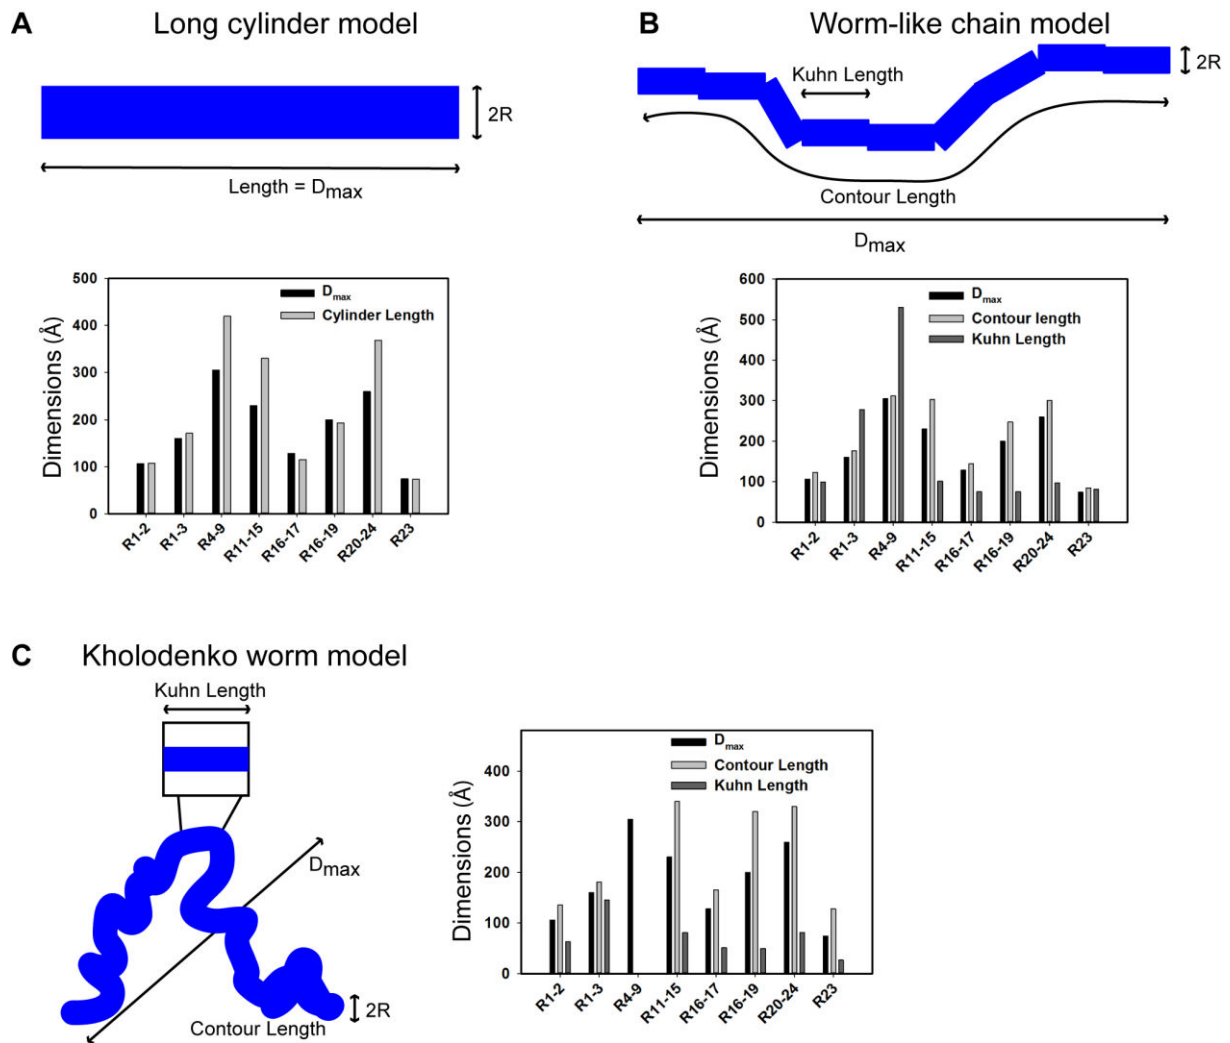 A Long cylinder model
2R
Length = Dmax
500
400
300
200
100
0
Dimensions (Å)
Dmax
Cylinder Length
R1-2
R1-3
R4-9
R11-15
R16-17
R16-19
R20-24
R23
B Worm-like chain model
Kuhn Length
2R
Contour Length
Dmax
600
500
400
300
200
100
0
Dimensions (Å)
Dmax
Contour length
Kuhn Length
R1-2
R1-3
R4-9
R11-15
R16-17
R16-19
R20-24
R23
C Kholodenko worm model
Kuhn Length
Dmax
2R
Contour Length
400
300
200
100
0
Dimensions (Å)
Dmax
Contour Length
Kuhn Length
R1-2
R1-3
R4-9
R11-15
R16-17
R16-19
R20-24
R23